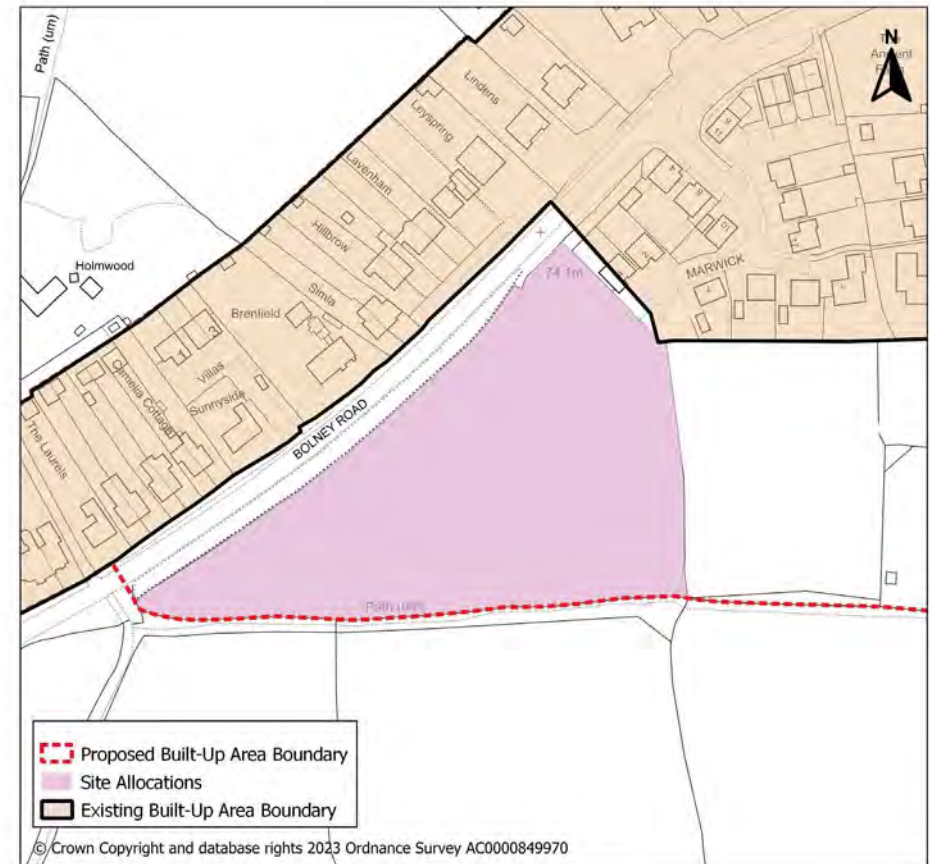 Path (um)
N
Lindens
Leyspring
Lavenham
Hillbrow
Simla
Holmwood
Brenfield
74.1m
MARWICK
1
2
Villas
Sunnyside
Camelia Cottage
The Laurels
BOLNEY ROAD
Path (um)
Proposed Built-Up Area Boundary
Site Allocations
Existing Built-Up Area Boundary
© Crown Copyright and database rights 2023 Ordnance Survey AC0000849970